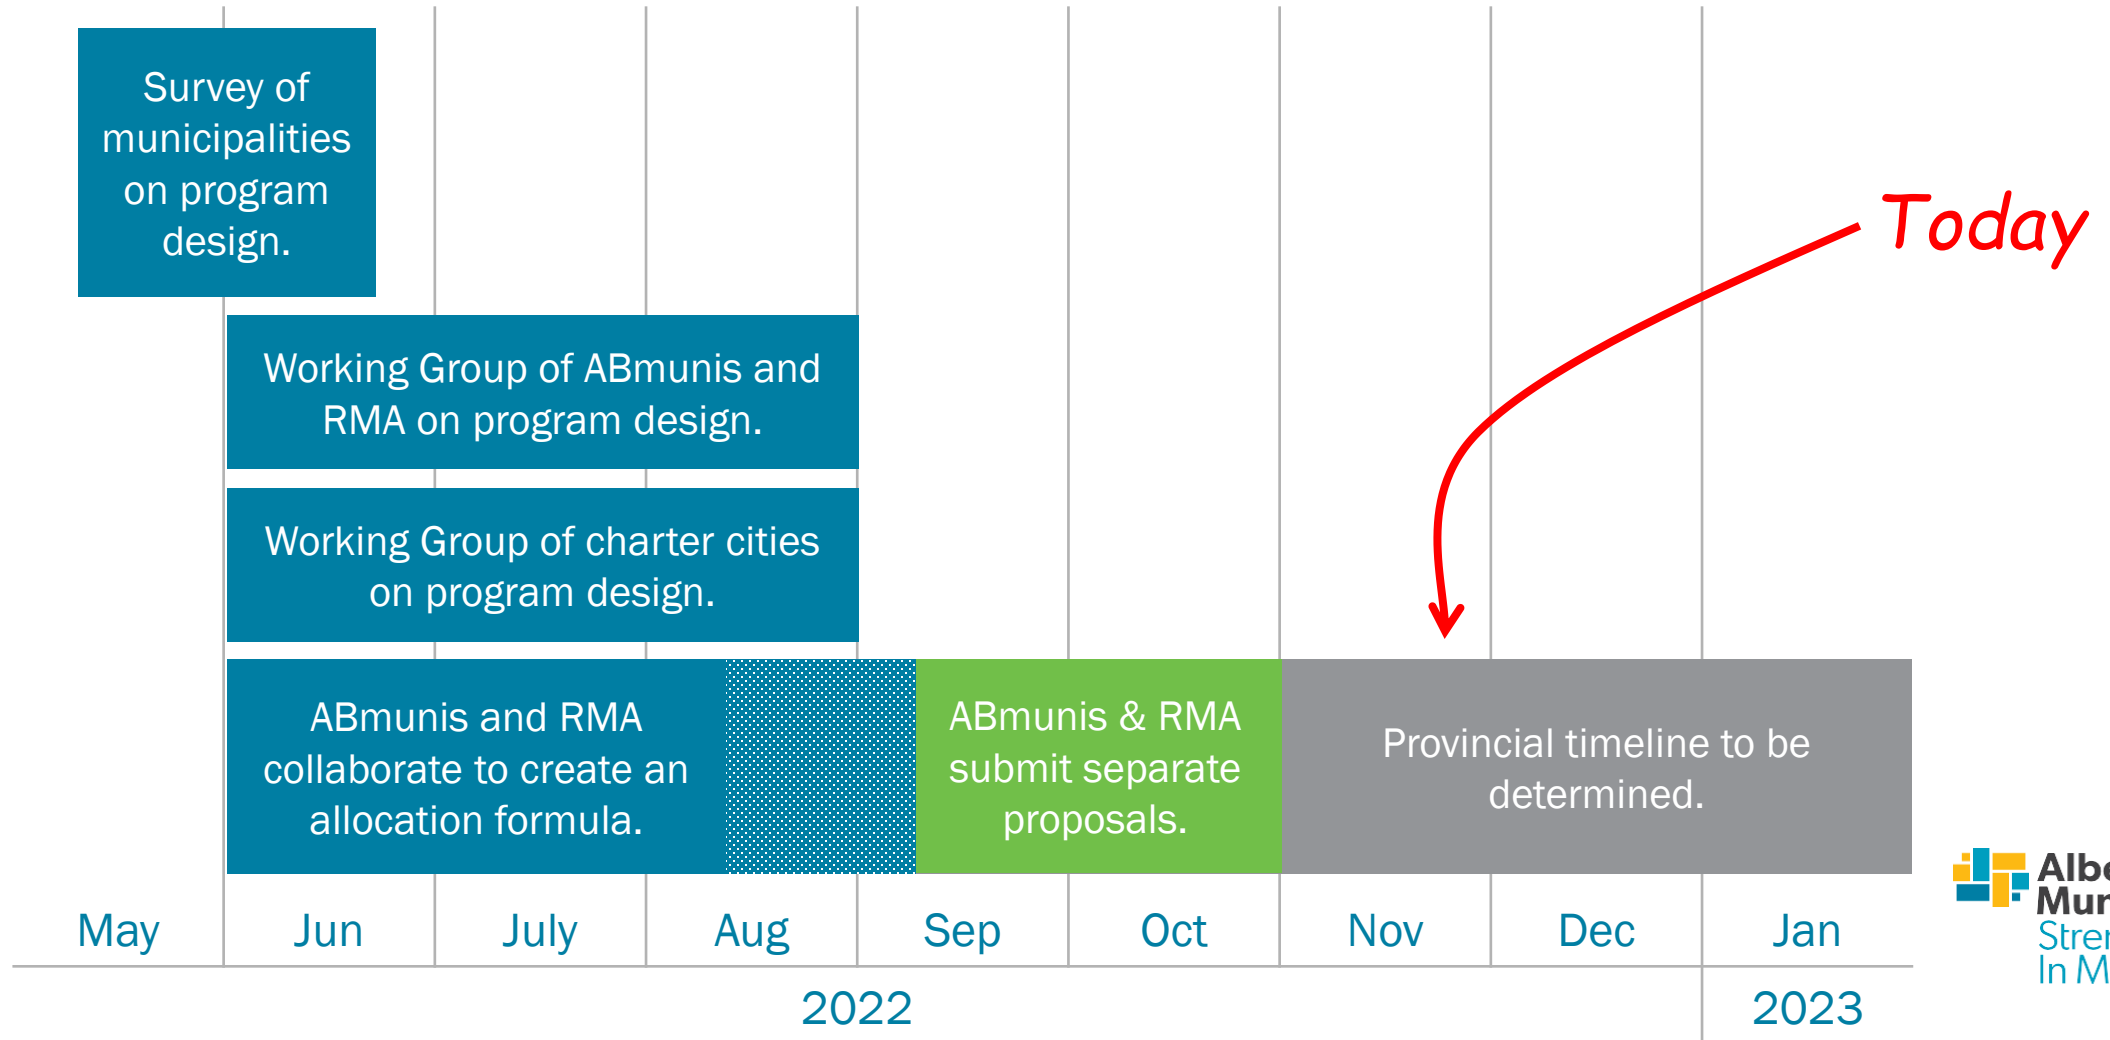 Survey of
municipalities
on program
design.
Today
Working Group of ABmunis and
RMA on program design.
Working Group of charter cities
on program design.
ABmunis and RMA
collaborate to create an
allocation formula.
ABmunis & RMA
submit separate
proposals.
Provincial timeline to be
determined.
May Jun July Aug Sep Oct Nov Dec Jan
2022 2023
In